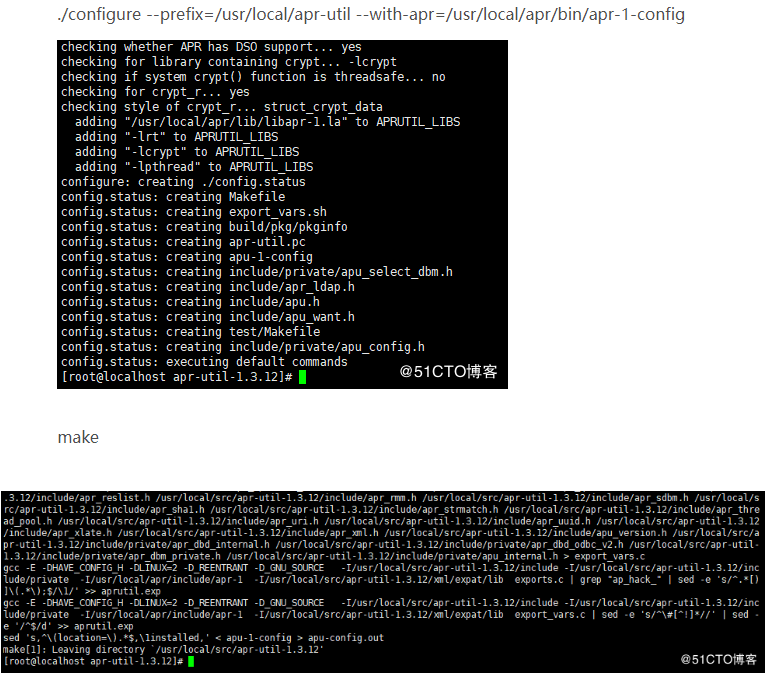 ./configure --prefix=/usr/local/apr-util --with-apr=/usr/local/apr/bin/apr-1-config
checking whether APR has DSO support... yes
checking for library containing crypt... -lcrypt
checking if system crypt() function is threadsafe... no
checking for crypt_r... yes
checking style of crypt_r... struct_crypt_data
  adding "/usr/local/apr/lib/libapr-1.la" to APRUTIL_LIBS
  adding "-lrt" to APRUTIL_LIBS
  adding "-lcrypt" to APRUTIL_LIBS
  adding "-lpthread" to APRUTIL_LIBS
configure: creating ./config.status
config.status: creating Makefile
config.status: creating export_vars.sh
config.status: creating build/pkg/pkginfo
config.status: creating apr-util.pc
config.status: creating apu-1-config
config.status: creating include/private/apu_select_dbm.h
config.status: creating include/apr_ldap.h
config.status: creating include/apu.h
config.status: creating include/apu_want.h
config.status: creating test/Makefile
config.status: creating include/private/apu_config.h
config.status: executing default commands
[root@localhost apr-util-1.3.12]#
@51CTO博客
make
.3.12/include/apr_reslist.h /usr/local/src/apr-util-1.3.12/include/apr_rmm.h /usr/local/src/apr-util-1.3.12/include/apr_sdbm.h /usr/local/s
rc/apr-util-1.3.12/include/apr_sha1.h /usr/local/src/apr-util-1.3.12/include/apr_strmatch.h /usr/local/src/apr-util-1.3.12/include/apr_thre
ad_pool.h /usr/local/src/apr-util-1.3.12/include/apr_uri.h /usr/local/src/apr-util-1.3.12/include/apr_uuid.h /usr/local/src/apr-util-1.3.12
/include/apr_xlate.h /usr/local/src/apr-util-1.3.12/include/apr_xml.h /usr/local/src/apr-util-1.3.12/include/apu_version.h /usr/local/src/a
pr-util-1.3.12/include/private/apr_dbd_internal.h /usr/local/src/apr-util-1.3.12/include/private/apr_dbd_odbc_v2.h /usr/local/src/apr-util-
1.3.12/include/private/apr_dbm_private.h /usr/local/src/apr-util-1.3.12/include/private/apu_internal.h > export_vars.c
gcc -E -DHAVE_CONFIG_H -DLINUX=2 -D_REENTRANT -D_GNU_SOURCE   -I/usr/local/src/apr-util-1.3.12/include -I/usr/local/src/apr-util-1.3.12/inc
lude/private  -I/usr/local/apr/include/apr-1  -I/usr/local/src/apr-util-1.3.12/xml/expat/lib  exports.c | grep "ap_hack_" | sed -e 's/^.*[)
]\(.*\);$/\1/' >> aprutil.exp
gcc -E -DHAVE_CONFIG_H -DLINUX=2 -D_REENTRANT -D_GNU_SOURCE   -I/usr/local/src/apr-util-1.3.12/include -I/usr/local/src/apr-util-1.3.12/inc
lude/private  -I/usr/local/apr/include/apr-1  -I/usr/local/src/apr-util-1.3.12/xml/expat/lib  export_vars.c | sed -e 's/^\#[^!]*//' | sed -
e '/^$/d' >> aprutil.exp
sed 's,^\(location=\).*$,\1installed,' < apu-1-config > apu-config.out
make[1]: Leaving directory `/usr/local/src/apr-util-1.3.12'
[root@localhost apr-util-1.3.12]#
@51CTO博客